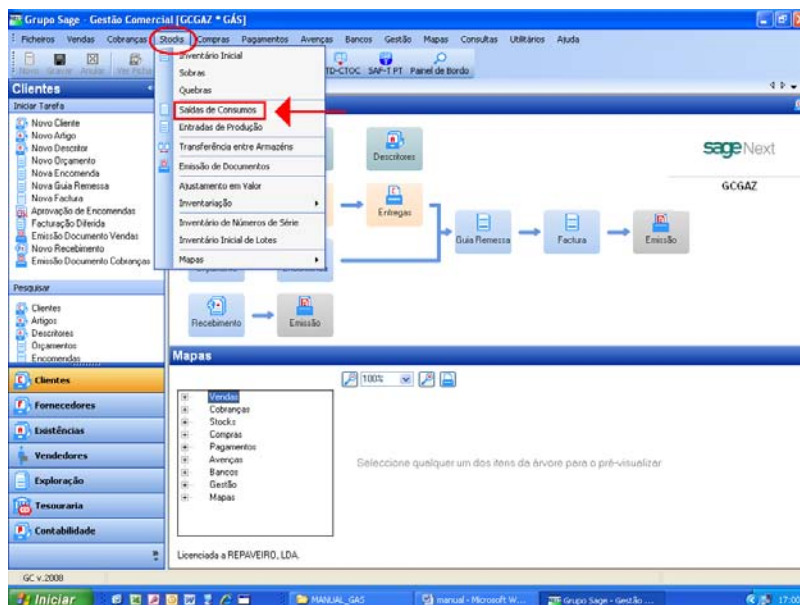 Grupo Sage - Gestão Comercial [GCGAZ * GÁS]
Ficheiros Vendas Cobranças Stocks Compras Pagamentos Avenças Bancos Gestão Mapas Consultas Utilitários Ajuda
Novo Gravar Anular Ver Ficha
TD-CTOC SAF-T PT Painel de Bordo
Inventário Inicial
Sobras
Quebras
Saídas de Consumos
Entradas de Produção
Transferência entre Armazéns
Emissão de Documentos
Ajustamento em Valor
Inventariação
Inventário de Números de Série
Inventário Inicial de Lotes
Mapas
Clientes
Iniciar Tarefa
Novo Cliente
Novo Artigo
Novo Descritor
Novo Orçamento
Nova Encomenda
Nova Guia Remessa
Nova Factura
Aprovação de Encomendas
Facturação Diferida
Emissão Documento Vendas
Novo Recebimento
Emissão Documento Cobranças
Pesquisar
Clientes
Artigos
Descritores
Orçamentos
Encomendas
Clientes
Fornecedores
Existências
Vendedores
Exploração
Tesouraria
Contabilidade
Descritores
sage Next
GCGAZ
Entregas
Guia Remessa
Factura
Emissão
Recebimento
Emissão
Mapas
100%
Vendas
Cobranças
Stocks
Compras
Pagamentos
Avenças
Bancos
Gestão
Mapas
Seleccione qualquer um dos itens da árvore para o pré-visualizar
Licenciada a REPAVEIRO, LDA.
GC v.2008
Iniciar
MANUAL_GAS
manual - Microsoft W...
Grupo Sage - Gestão ...
17:00